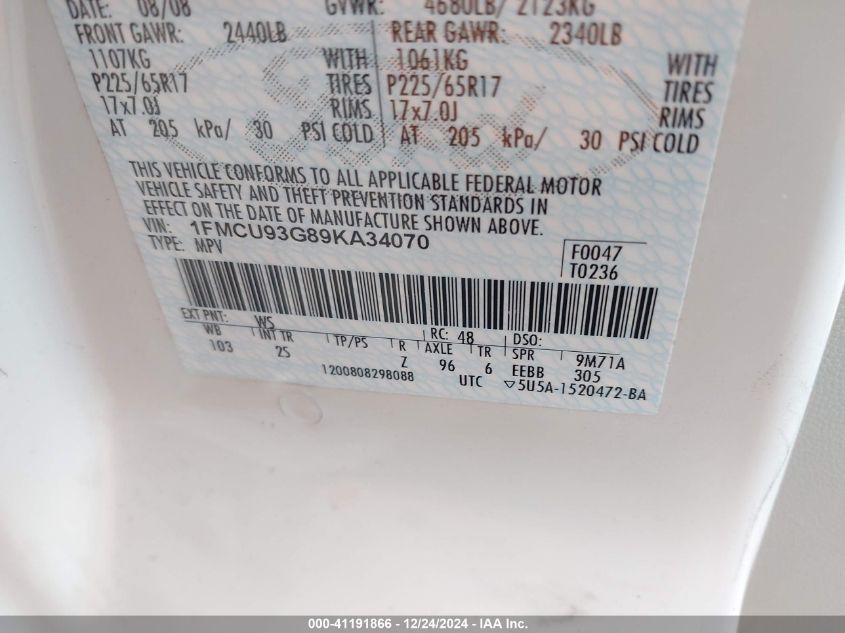 DATE: 08/08 GVWR: 4680LB/ 2123KG
FRONT GAWR: 2440LB REAR GAWR: 2340LB
1107KG WITH 1061KG WITH
P225/65R17 TIRES P225/65R17 TIRES
17x7.0J RIMS 17x7.0J RIMS
AT 205 kPa/ 30 PSI COLD AT 205 kPa/ 30 PSI COLD
THIS VEHICLE CONFORMS TO ALL APPLICABLE FEDERAL MOTOR
VEHICLE SAFETY AND THEFT PREVENTION STANDARDS IN
EFFECT ON THE DATE OF MANUFACTURE SHOWN ABOVE.
VIN: 1FMCU93G89KA34070
TYPE: MPV
F0047
T0236
EXT PNT: WS RC: 48 DSO:
WB INT TR TP/PS R AXLE TR SPR 9M71A
103 2S Z 96 6 EEBB 305
1200808298088 UTC ▽5U5A-1520472-BA
000-41191866 - 12/24/2024 - IAA Inc.